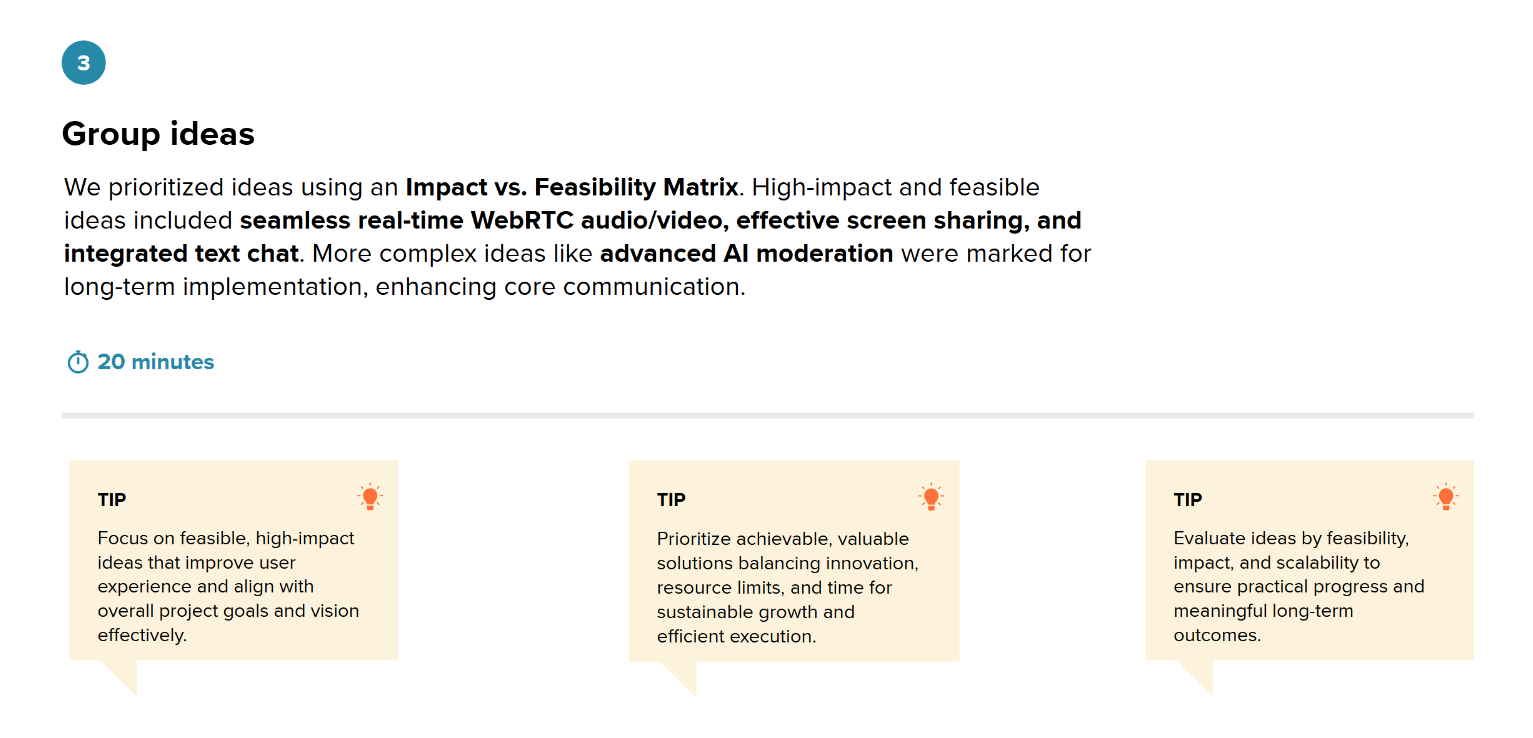 3
Group ideas
We prioritized ideas using an Impact vs. Feasibility Matrix. High-impact and feasible
ideas included seamless real-time WebRTC audio/video, effective screen sharing, and
integrated text chat. More complex ideas like advanced AI moderation were marked for
long-term implementation, enhancing core communication.
20 minutes
TIP
Focus on feasible, high-impact
ideas that improve user
experience and align with
overall project goals and vision
effectively.
TIP
Prioritize achievable, valuable
solutions balancing innovation,
resource limits, and time for
sustainable growth and
efficient execution.
TIP
Evaluate ideas by feasibility,
impact, and scalability to
ensure practical progress and
meaningful long-term
outcomes.